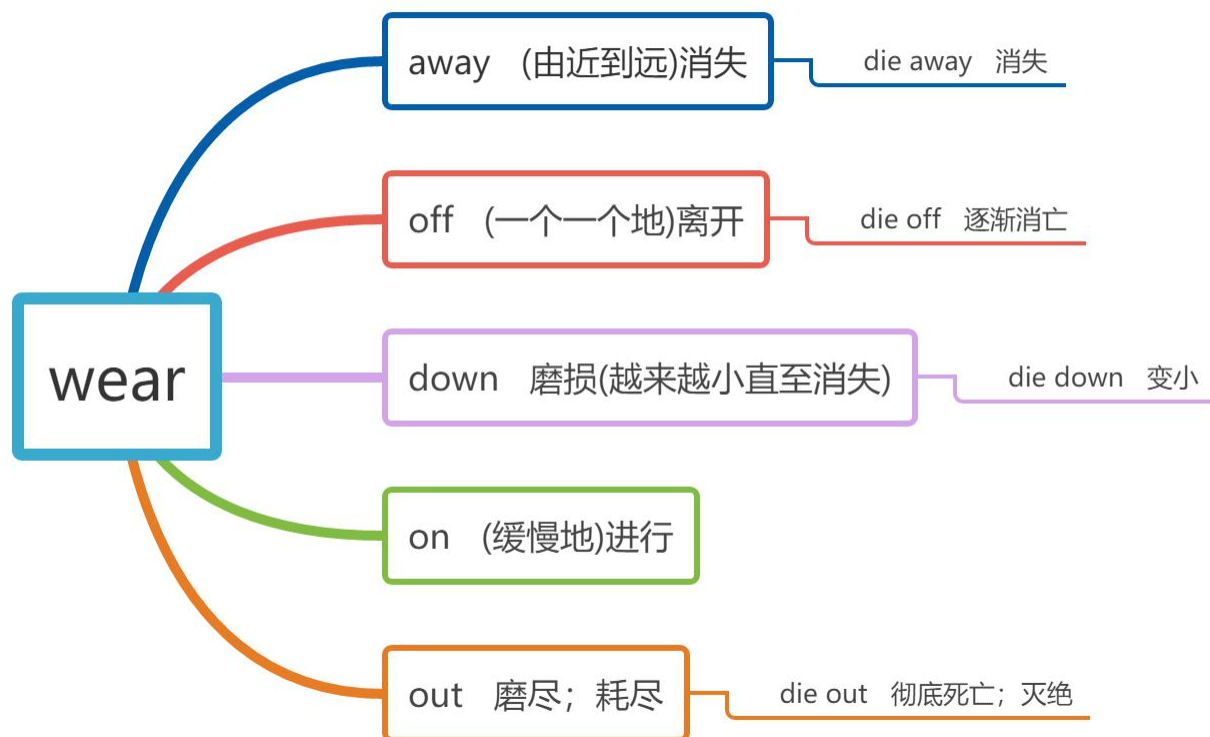 away (由近到远)消失
die away 消失
off (一个一个地)离开
die off 逐渐消亡
wear
down 磨损(越来越小直至消失)
die down 变小
on (缓慢地)进行
out 磨尽；耗尽
die out 彻底死亡；灭绝